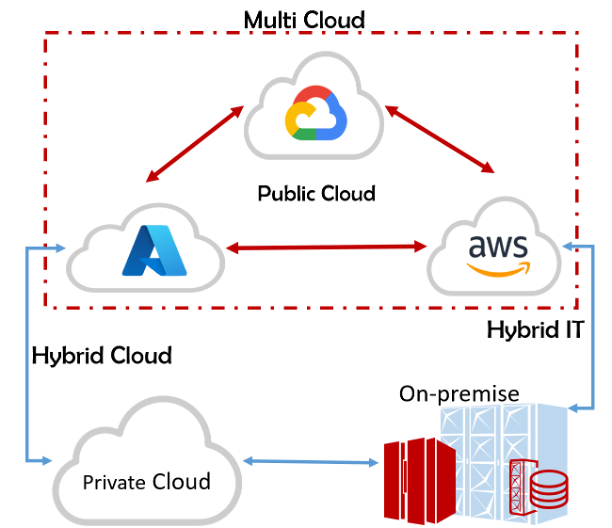 Multi Cloud
Public Cloud
aws
Hybrid IT
Hybrid Cloud
On-premise
Private Cloud